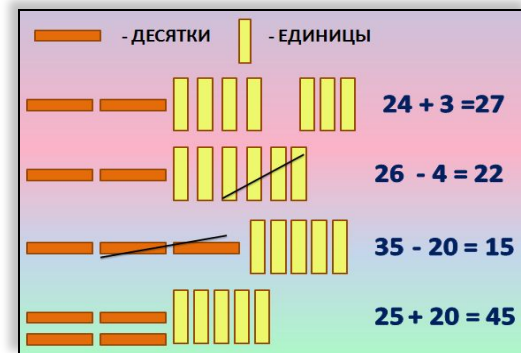 - ДЕСЯТКИ - ЕДИНИЦЫ
24 + 3 =27
26 - 4 = 22
35 - 20 = 15
25 + 20 = 45